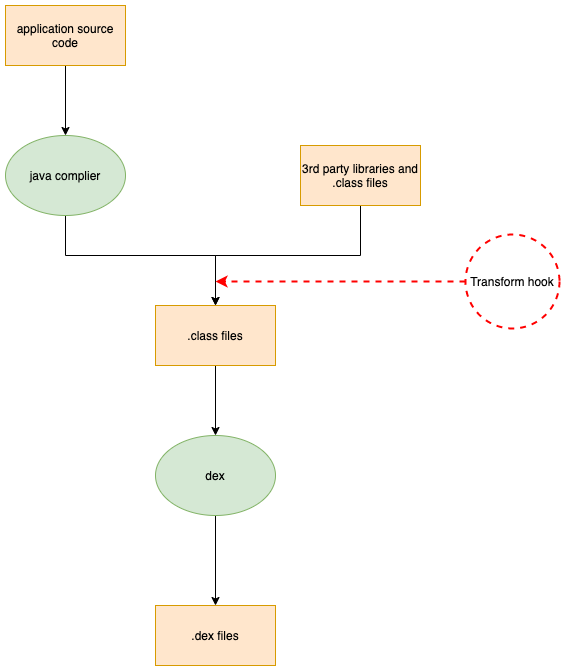 application source
code
java complier
3rd party libraries and
.class files
Transform hook
.class files
dex
.dex files